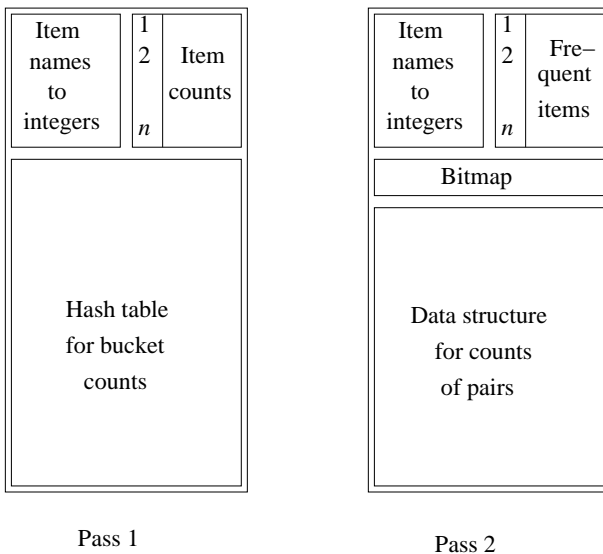 Item
names
to
integers
1
2
n
Item
counts
Hash table
for bucket
counts
Pass 1
Item
names
to
integers
1
2
n
Fre–
quent
items
Bitmap
Data structure
for counts
of pairs
Pass 2